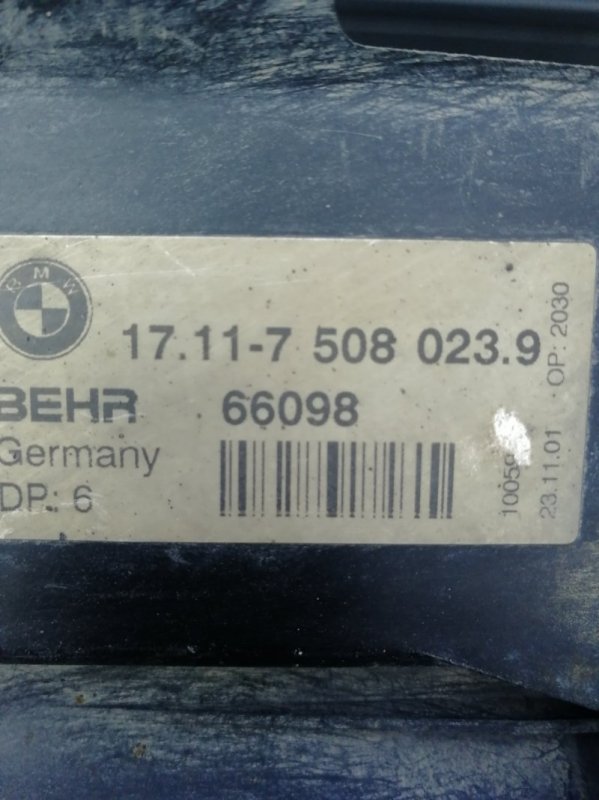 BMW
17.11-7 508 023.9
BEHR 66098
Germany
DP.: 6
23.11.01 OP: 2030